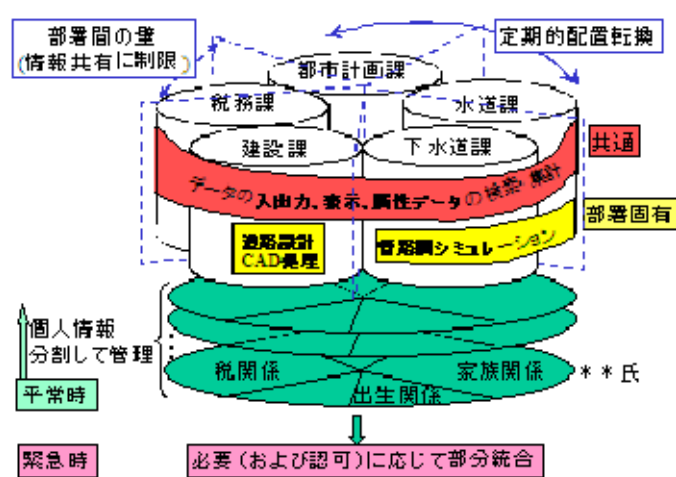 部署間の壁
(情報共有に制限)
定期的配置転換
都市計画課
税務課
水道課
建設課
下水道課
共通
データの入出力、表示、属性データの検索・集計
部署固有
道路設計
CAD処理
管路網シミュレーション
個人情報
分割して管理
税関係
家族関係
**氏
出生関係
平常時
緊急時
必要(および認可)に応じて部分統合